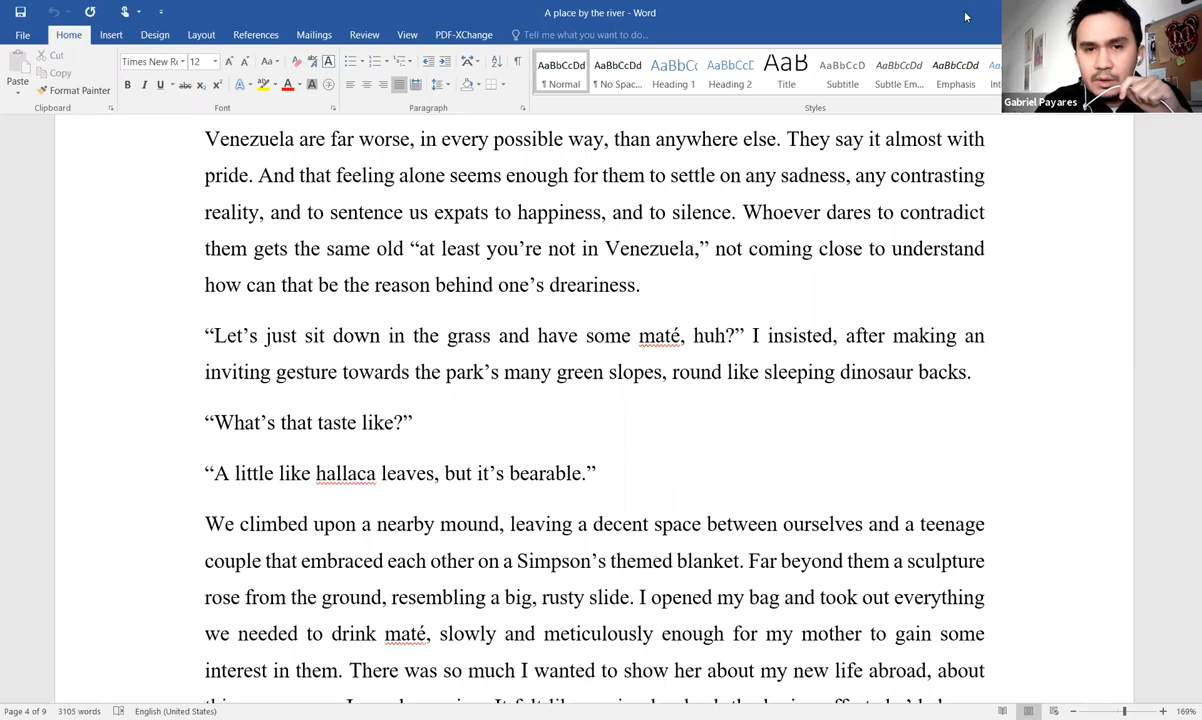 A place by the river - Word
File Home Insert Design Layout References Mailings Review View PDF-XChange Tell me what you want to do...
Paste
Cut
Copy
Format Painter
Clipboard
Times New Ro 12
Font
Paragraph
AaBbCcDd AaBbCcDd AaBbCc AaBbCcC AaB AaBbCcD AaBbCcDd AaBbCcDd
¶ Normal ¶ No Spac... Heading 1 Heading 2 Title Subtitle Subtle Em... Emphasis
Styles
Gabriel Payares
Venezuela are far worse, in every possible way, than anywhere else. They say it almost with
pride. And that feeling alone seems enough for them to settle on any sadness, any contrasting
reality, and to sentence us expats to happiness, and to silence. Whoever dares to contradict
them gets the same old “at least you’re not in Venezuela,” not coming close to understand
how can that be the reason behind one’s dreariness.
“Let’s just sit down in the grass and have some maté, huh?” I insisted, after making an
inviting gesture towards the park’s many green slopes, round like sleeping dinosaur backs.
“What’s that taste like?”
“A little like hallaca leaves, but it’s bearable.”
We climbed upon a nearby mound, leaving a decent space between ourselves and a teenage
couple that embraced each other on a Simpson’s themed blanket. Far beyond them a sculpture
rose from the ground, resembling a big, rusty slide. I opened my bag and took out everything
we needed to drink maté, slowly and meticulously enough for my mother to gain some
interest in them. There was so much I wanted to show her about my new life abroad, about
Page 4 of 9 3105 words English (United States) 169%